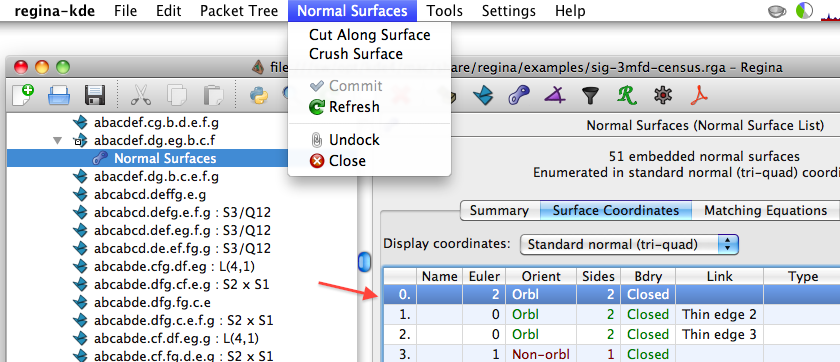 regina-kde File Edit Packet Tree Normal Surfaces Tools Settings Help
Cut Along Surface
Crush Surface
Commit
Refresh
Undock
Close
file are/regina/examples/sig-3mfd-census.rga – Regina
abacdef.cg.b.d.e.f.g
abacdef.dg.eg.b.c.f
Normal Surfaces
abacdef.dg.b.c.e.f.g
abcabcd.deffg.e.g
abcabcd.defg.e.f.g : S3/Q12
abcabcd.def.eg.f.g : S3/Q12
abcabcd.de.ef.fg.g : S3/Q12
abcabde.cfg.df.eg : L(4,1)
abcabde.dfg.cf.e.g : S2 x S1
abcabde.dfg.fg.c.e
abcabde.dfg.c.e.f.g : S2 x S1
abcabde.cf.df.eg.g : L(4,1)
abcabde.cf.fg.d.e.g : S2 x S1
Normal Surfaces (Normal Surface List)
51 embedded normal surfaces
Enumerated in standard normal (tri-quad) coordi
Summary Surface Coordinates Matching Equations
Display coordinates: Standard normal (tri-quad)
Name Euler Orient Sides Bdry Link Type
0. 2 Orbl 2 Closed
1. 0 Orbl 2 Closed Thin edge 2
2. 0 Orbl 2 Closed Thin edge 3
3. 1 Non-orbl 1 Closed